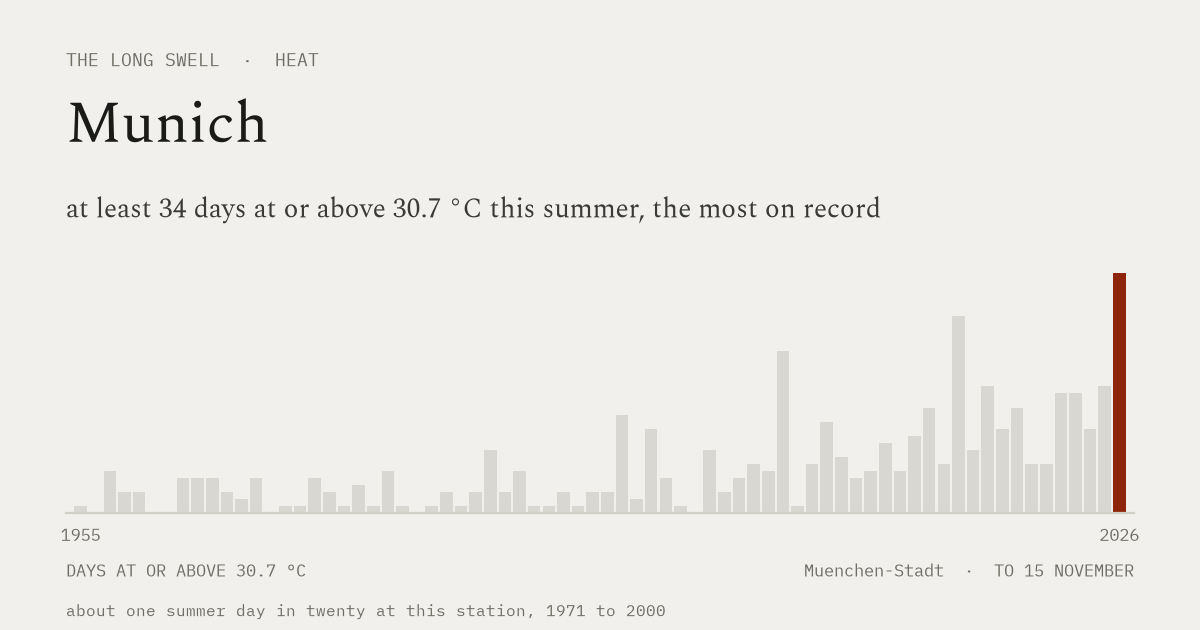 THE LONG SWELL · HEAT
Munich
at least 34 days at or above 30.7 °C this summer, the most on record
1955
2026
DAYS AT OR ABOVE 30.7 °C
Muenchen-Stadt · TO 15 NOVEMBER
about one summer day in twenty at this station, 1971 to 2000